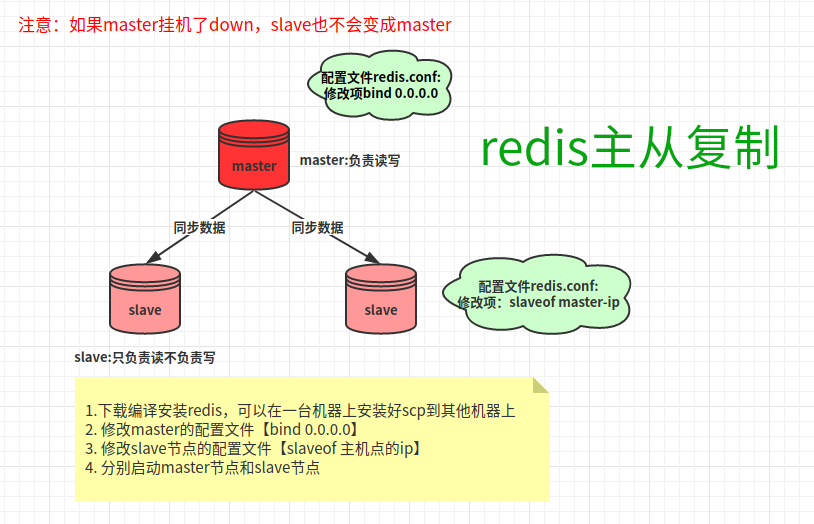 注意：如果master挂机了down，slave也不会变成master
配置文件redis.conf:
修改项bind 0.0.0.0
redis主从复制
master
master:负责读写
同步数据
同步数据
slave
slave
配置文件redis.conf:
修改项：slaveof master-ip
slave:只负责读不负责写
1.下载编译安装redis，可以在一台机器上安装好scp到其他机器上
2. 修改master的配置文件【bind 0.0.0.0】
3. 修改slave节点的配置文件【slaveof 主机点的ip】
4. 分别启动master节点和slave节点